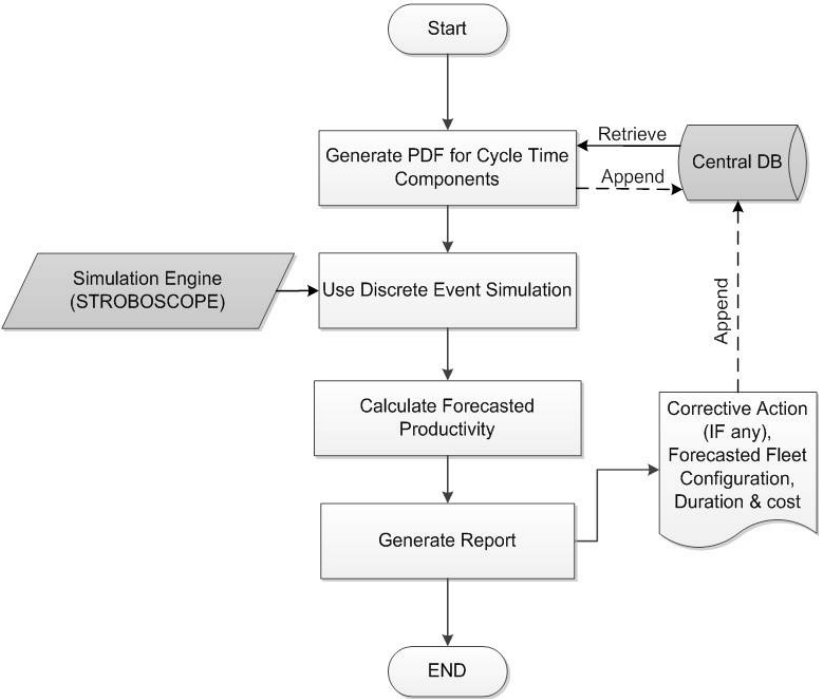 Start
Generate PDF for Cycle Time
Components
Retrieve
Append
Central DB
Simulation Engine
(STROBOSCOPE)
Use Discrete Event Simulation
Append
Calculate Forecasted
Productivity
Corrective Action
(IF any),
Forecasted Fleet
Configuration,
Duration & cost
Generate Report
END